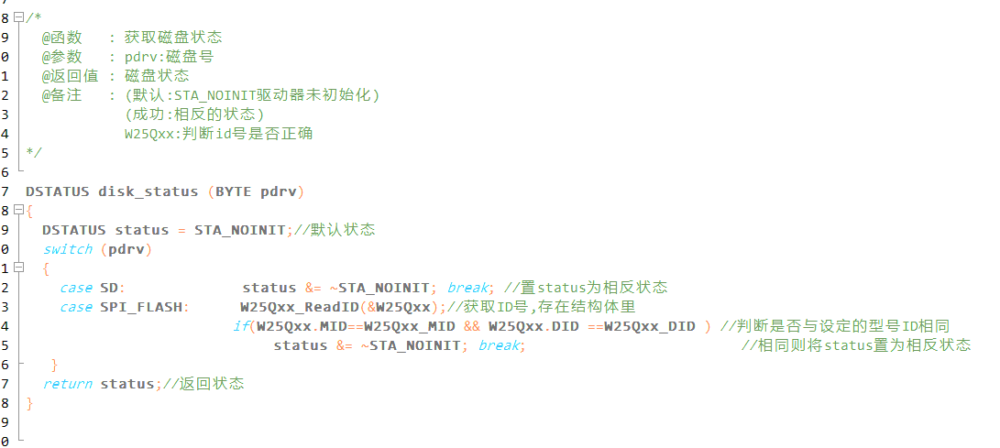 8 /*
9 @函数 : 获取磁盘状态
0 @参数 : pdrv:磁盘号
1 @返回值 : 磁盘状态
2 @备注 : (默认:STA_NOINIT驱动器未初始化)
3 (成功:相反的状态)
4 W25Qxx:判断id号是否正确
5 */
6
7 DSTATUS disk_status (BYTE pdrv)
8 {
9 DSTATUS status = STA_NOINIT;//默认状态
0 switch (pdrv)
1 {
2 case SD: status &= ~STA_NOINIT; break; //置status为相反状态
3 case SPI_FLASH: W25Qxx_ReadID(&W25Qxx);//获取ID号,存在结构体里
4 if(W25Qxx.MID==W25Qxx_MID && W25Qxx.DID ==W25Qxx_DID ) //判断是否与设定的型号ID相同
5 status &= ~STA_NOINIT; break; //相同则将status置为相反状态
6 }
7 return status;//返回状态
8 }
9
0